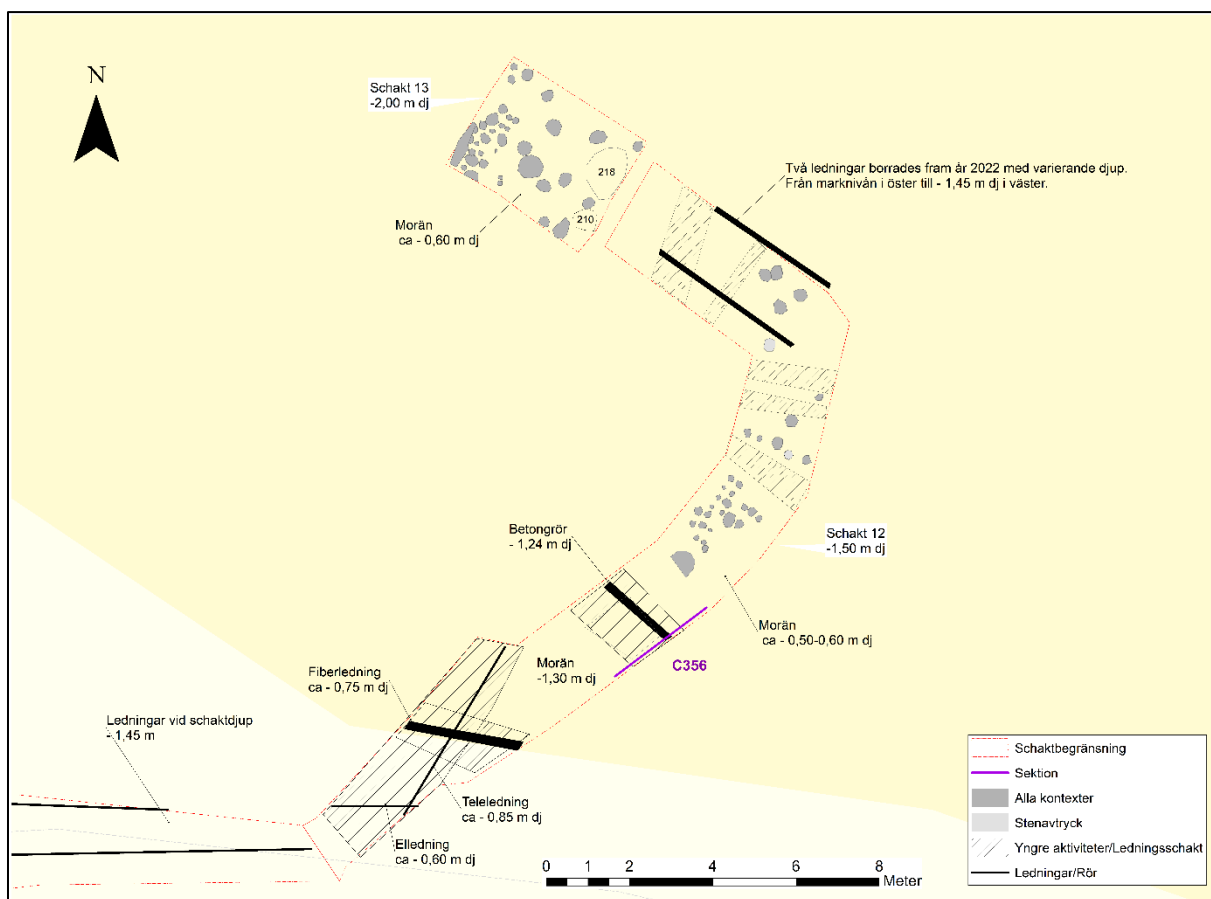 N
Schakt 13
-2,00 m dj
218
210
Två ledningar borrades fram år 2022 med varierande djup.
Från marknivån i öster till - 1,45 m dj i väster.
Morän
ca - 0,60 m dj
Betongrör
- 1,24 m dj
Schakt 12
-1,50 m dj
Morän
ca - 0,50-0,60 m dj
C356
Morän
-1,30 m dj
Fiberledning
ca - 0,75 m dj
Ledningar vid schaktdjup
- 1,45 m
Teleledning
ca - 0,85 m dj
Elledning
ca - 0,60 m dj
0 1 2 4 6 8
Meter
Schaktbegränsning
Sektion
Alla kontexter
Stenavtryck
Yngre aktiviteter/Ledningsschakt
Ledningar/Rör